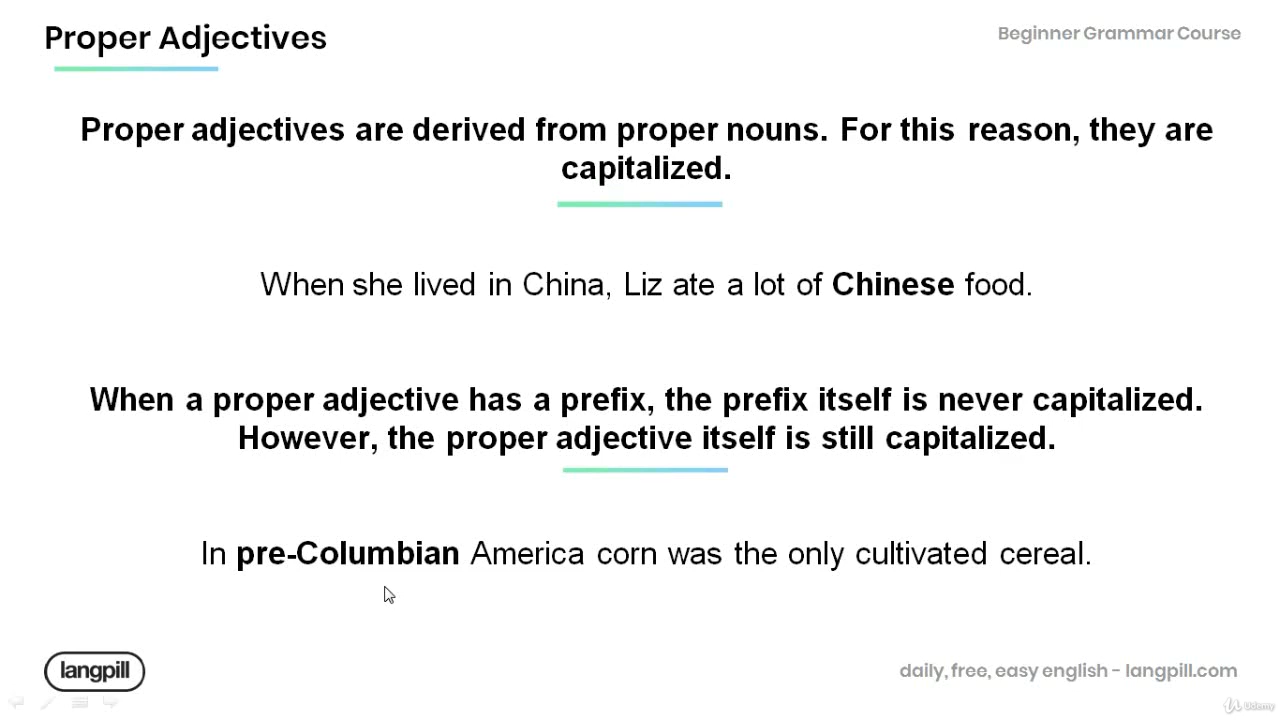 Proper Adjectives
Beginner Grammar Course
Proper adjectives are derived from proper nouns. For this reason, they are
capitalized.
When she lived in China, Liz ate a lot of Chinese food.
When a proper adjective has a prefix, the prefix itself is never capitalized.
However, the proper adjective itself is still capitalized.
In pre-Columbian America corn was the only cultivated cereal.
langpill
daily, free, easy english - langpill.com
Udemy